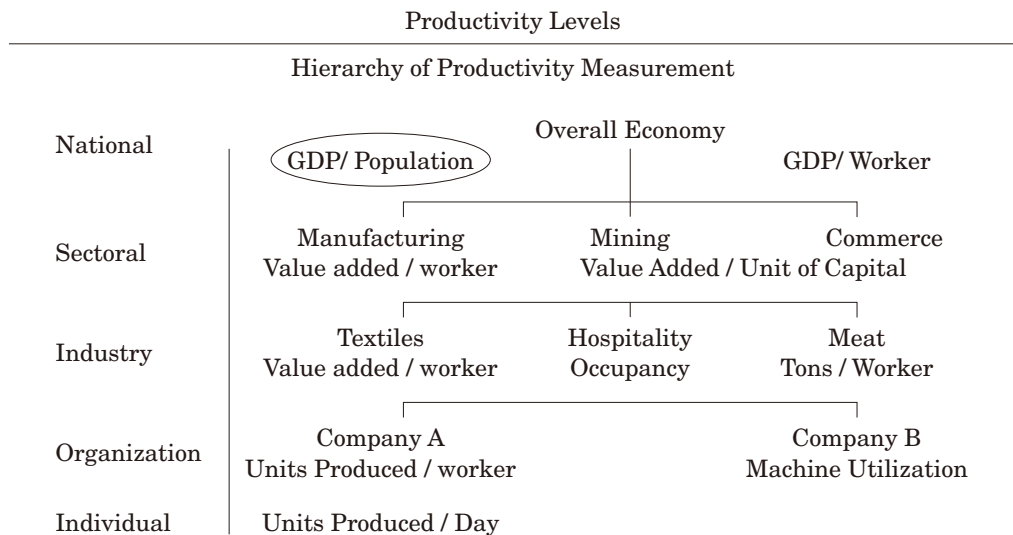 Productivity Levels
Hierarchy of Productivity Measurement
National
Overall Economy
GDP/ Population
GDP/ Worker
Sectoral
Manufacturing
Mining
Commerce
Value added / worker
Value Added / Unit of Capital
Industry
Textiles
Hospitality
Meat
Value added / worker
Occupancy
Tons / Worker
Organization
Company A
Company B
Units Produced / worker
Machine Utilization
Individual
Units Produced / Day